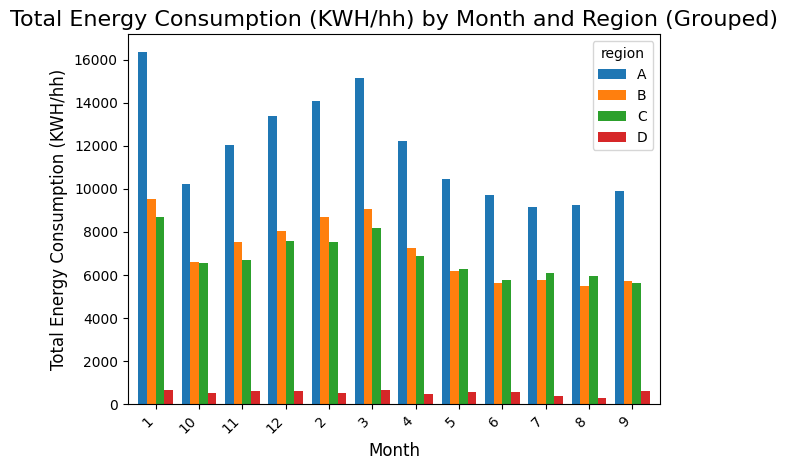 Total Energy Consumption (KWH/hh) by Month and Region (Grouped)
Total Energy Consumption (KWH/hh)
16000
14000
12000
10000
8000
6000
4000
2000
0
region
A
B
C
D
1
10
11
12
2
3
4
5
6
7
8
9
Month